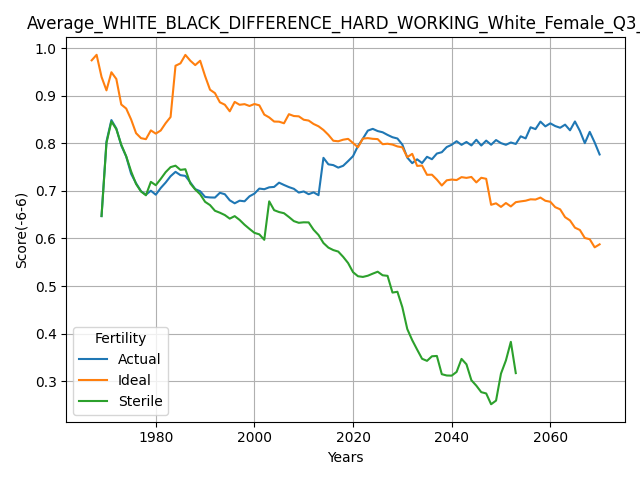 Average_WHITE_BLACK_DIFFERENCE_HARD_WORKING_White_Female_Q3_
1.0
0.9
0.8
0.7
0.6
0.5
0.4
0.3
Score(-6-6)
Fertility
Actual
Ideal
Sterile
1980 2000 2020 2040 2060
Years